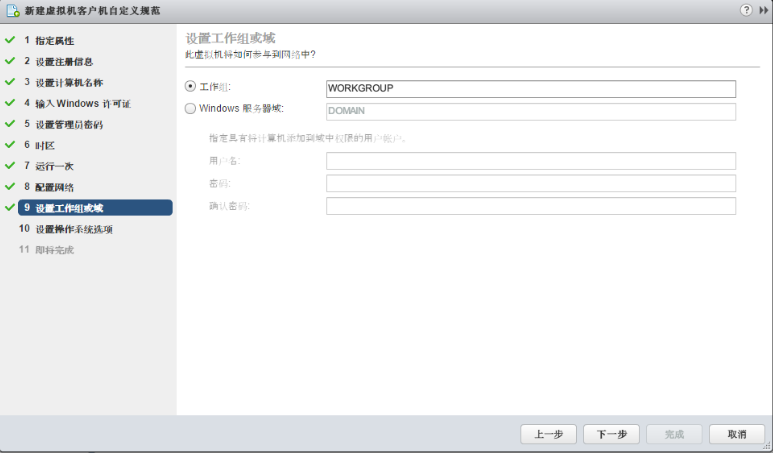 新建虚拟机客户机自定义规范
1 指定属性
2 设置注册信息
3 设置计算机名称
4 输入 Windows 许可证
5 设置管理员密码
6 时区
7 运行一次
8 配置网络
9 设置工作组或域
10 设置操作系统选项
11 即将完成
设置工作组或域
此虚拟机将如何参与到网络中?
工作组: WORKGROUP
Windows 服务器域: DOMAIN
指定具有将计算机添加到域中权限的用户帐户。
用户名:
密码:
确认密码:
上一步 下一步 完成 取消